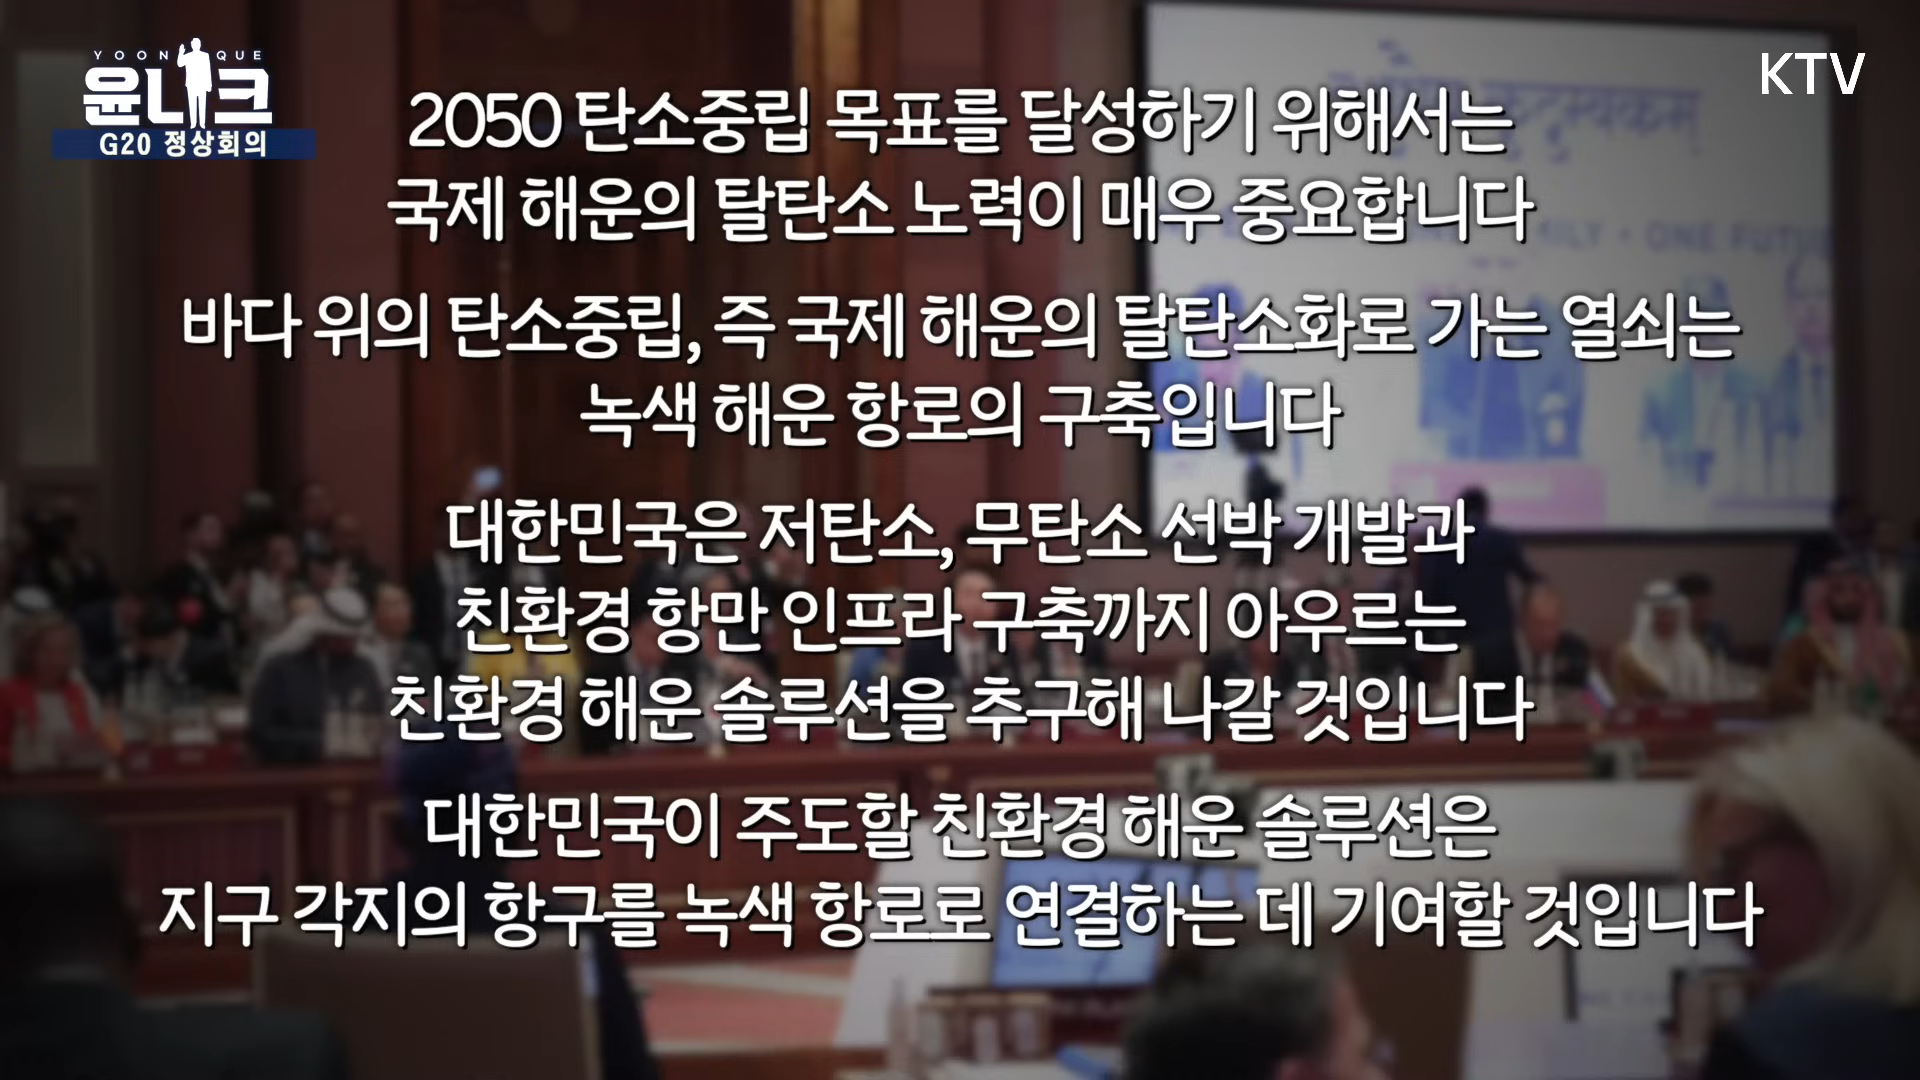 YOONIQUE
윤니크
G20 정상회의
KTV
2050 탄소중립 목표를 달성하기 위해서는
국제 해운의 탈탄소 노력이 매우 중요합니다
바다 위의 탄소중립, 즉 국제 해운의 탈탄소화로 가는 열쇠는
녹색 해운 항로의 구축입니다
대한민국은 저탄소, 무탄소 선박 개발과
친환경 항만 인프라 구축까지 아우르는
친환경 해운 솔루션을 추구해 나갈 것입니다
대한민국이 주도할 친환경 해운 솔루션은
지구 각지의 항구를 녹색 항로로 연결하는 데 기여할 것입니다
ONE FUTURE